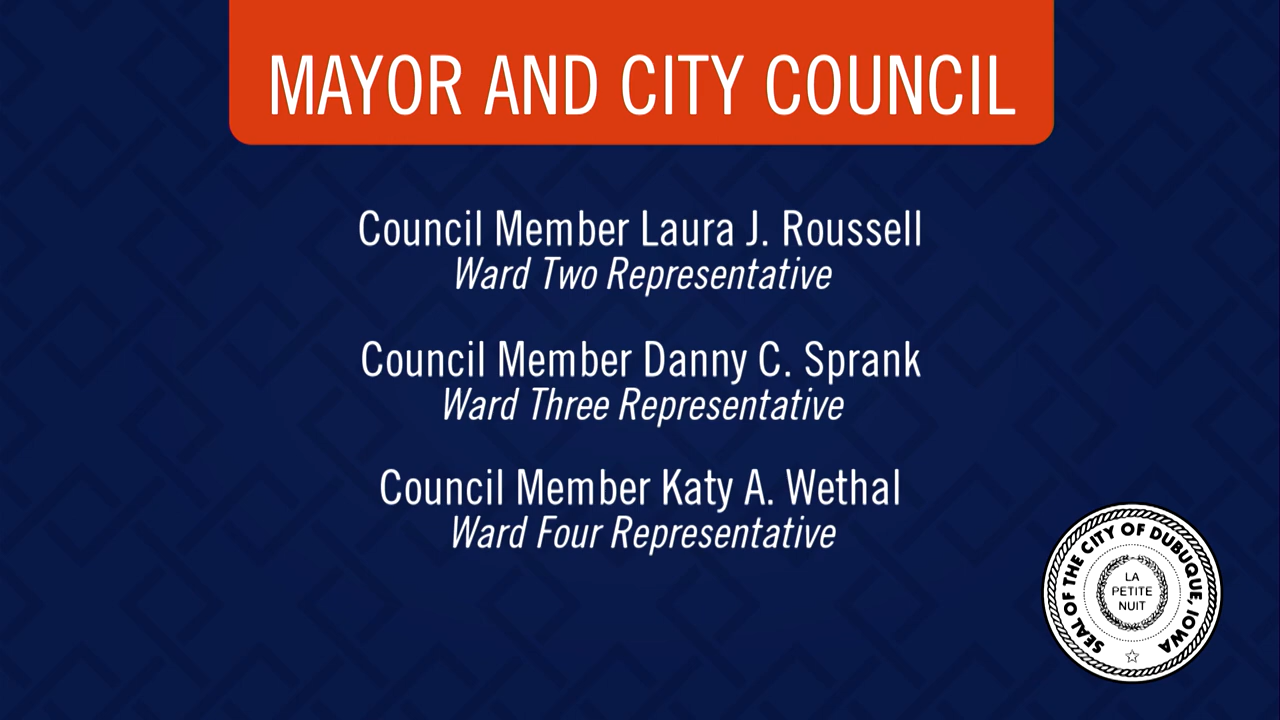 MAYOR AND CITY COUNCIL
Council Member Laura J. Roussell
Ward Two Representative
Council Member Danny C. Sprank
Ward Three Representative
Council Member Katy A. Wethal
Ward Four Representative
SEAL OF THE CITY OF DUBUQUE, IOWA
LA
PETITE
NUIT